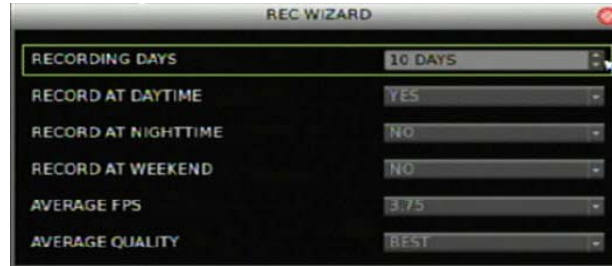 REC WIZARD
RECORDING DAYS 10 DAYS
RECORD AT DAYTIME YES
RECORD AT NIGHTTIME NO
RECORD AT WEEKEND NO
AVERAGE FPS 3.75
AVERAGE QUALITY BEST